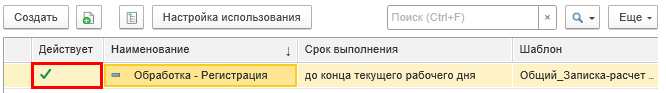 Создать Настройка использования Поиск (Ctrl+F) × Еще
Действует Наименование ↓ Срок выполнения Шаблон
Обработка - Регистрация до конца текущего рабочего дня Общий_Записка-расчет ...